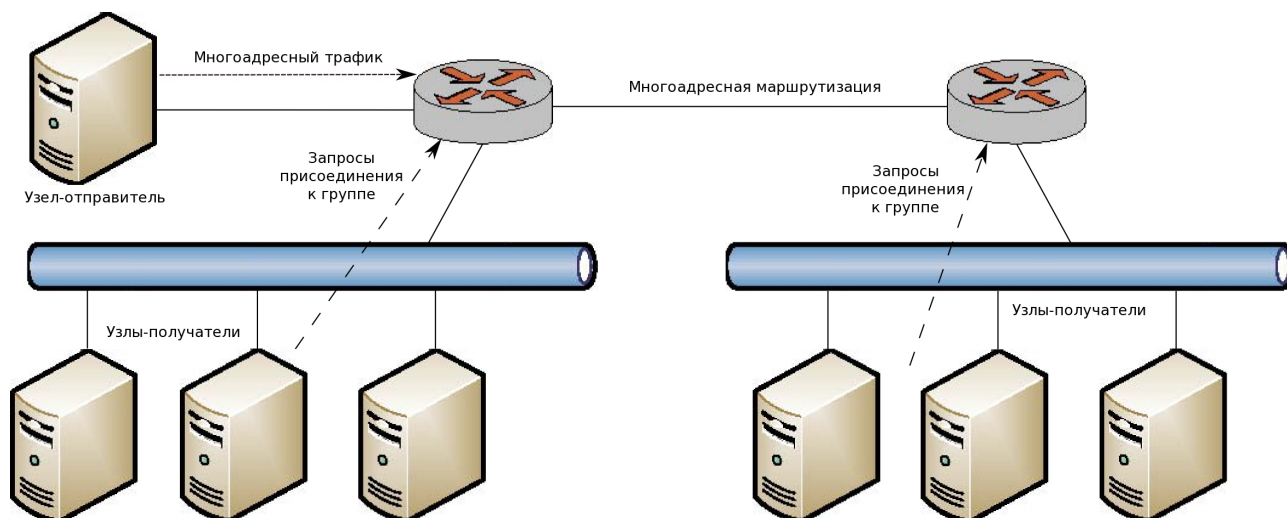 Многоадресный трафик
Многоадресная маршрутизация
Узел-отправитель
Запросы
присоединения
к группе
Запросы
присоединения
к группе
Узлы-получатели
Узлы-получатели